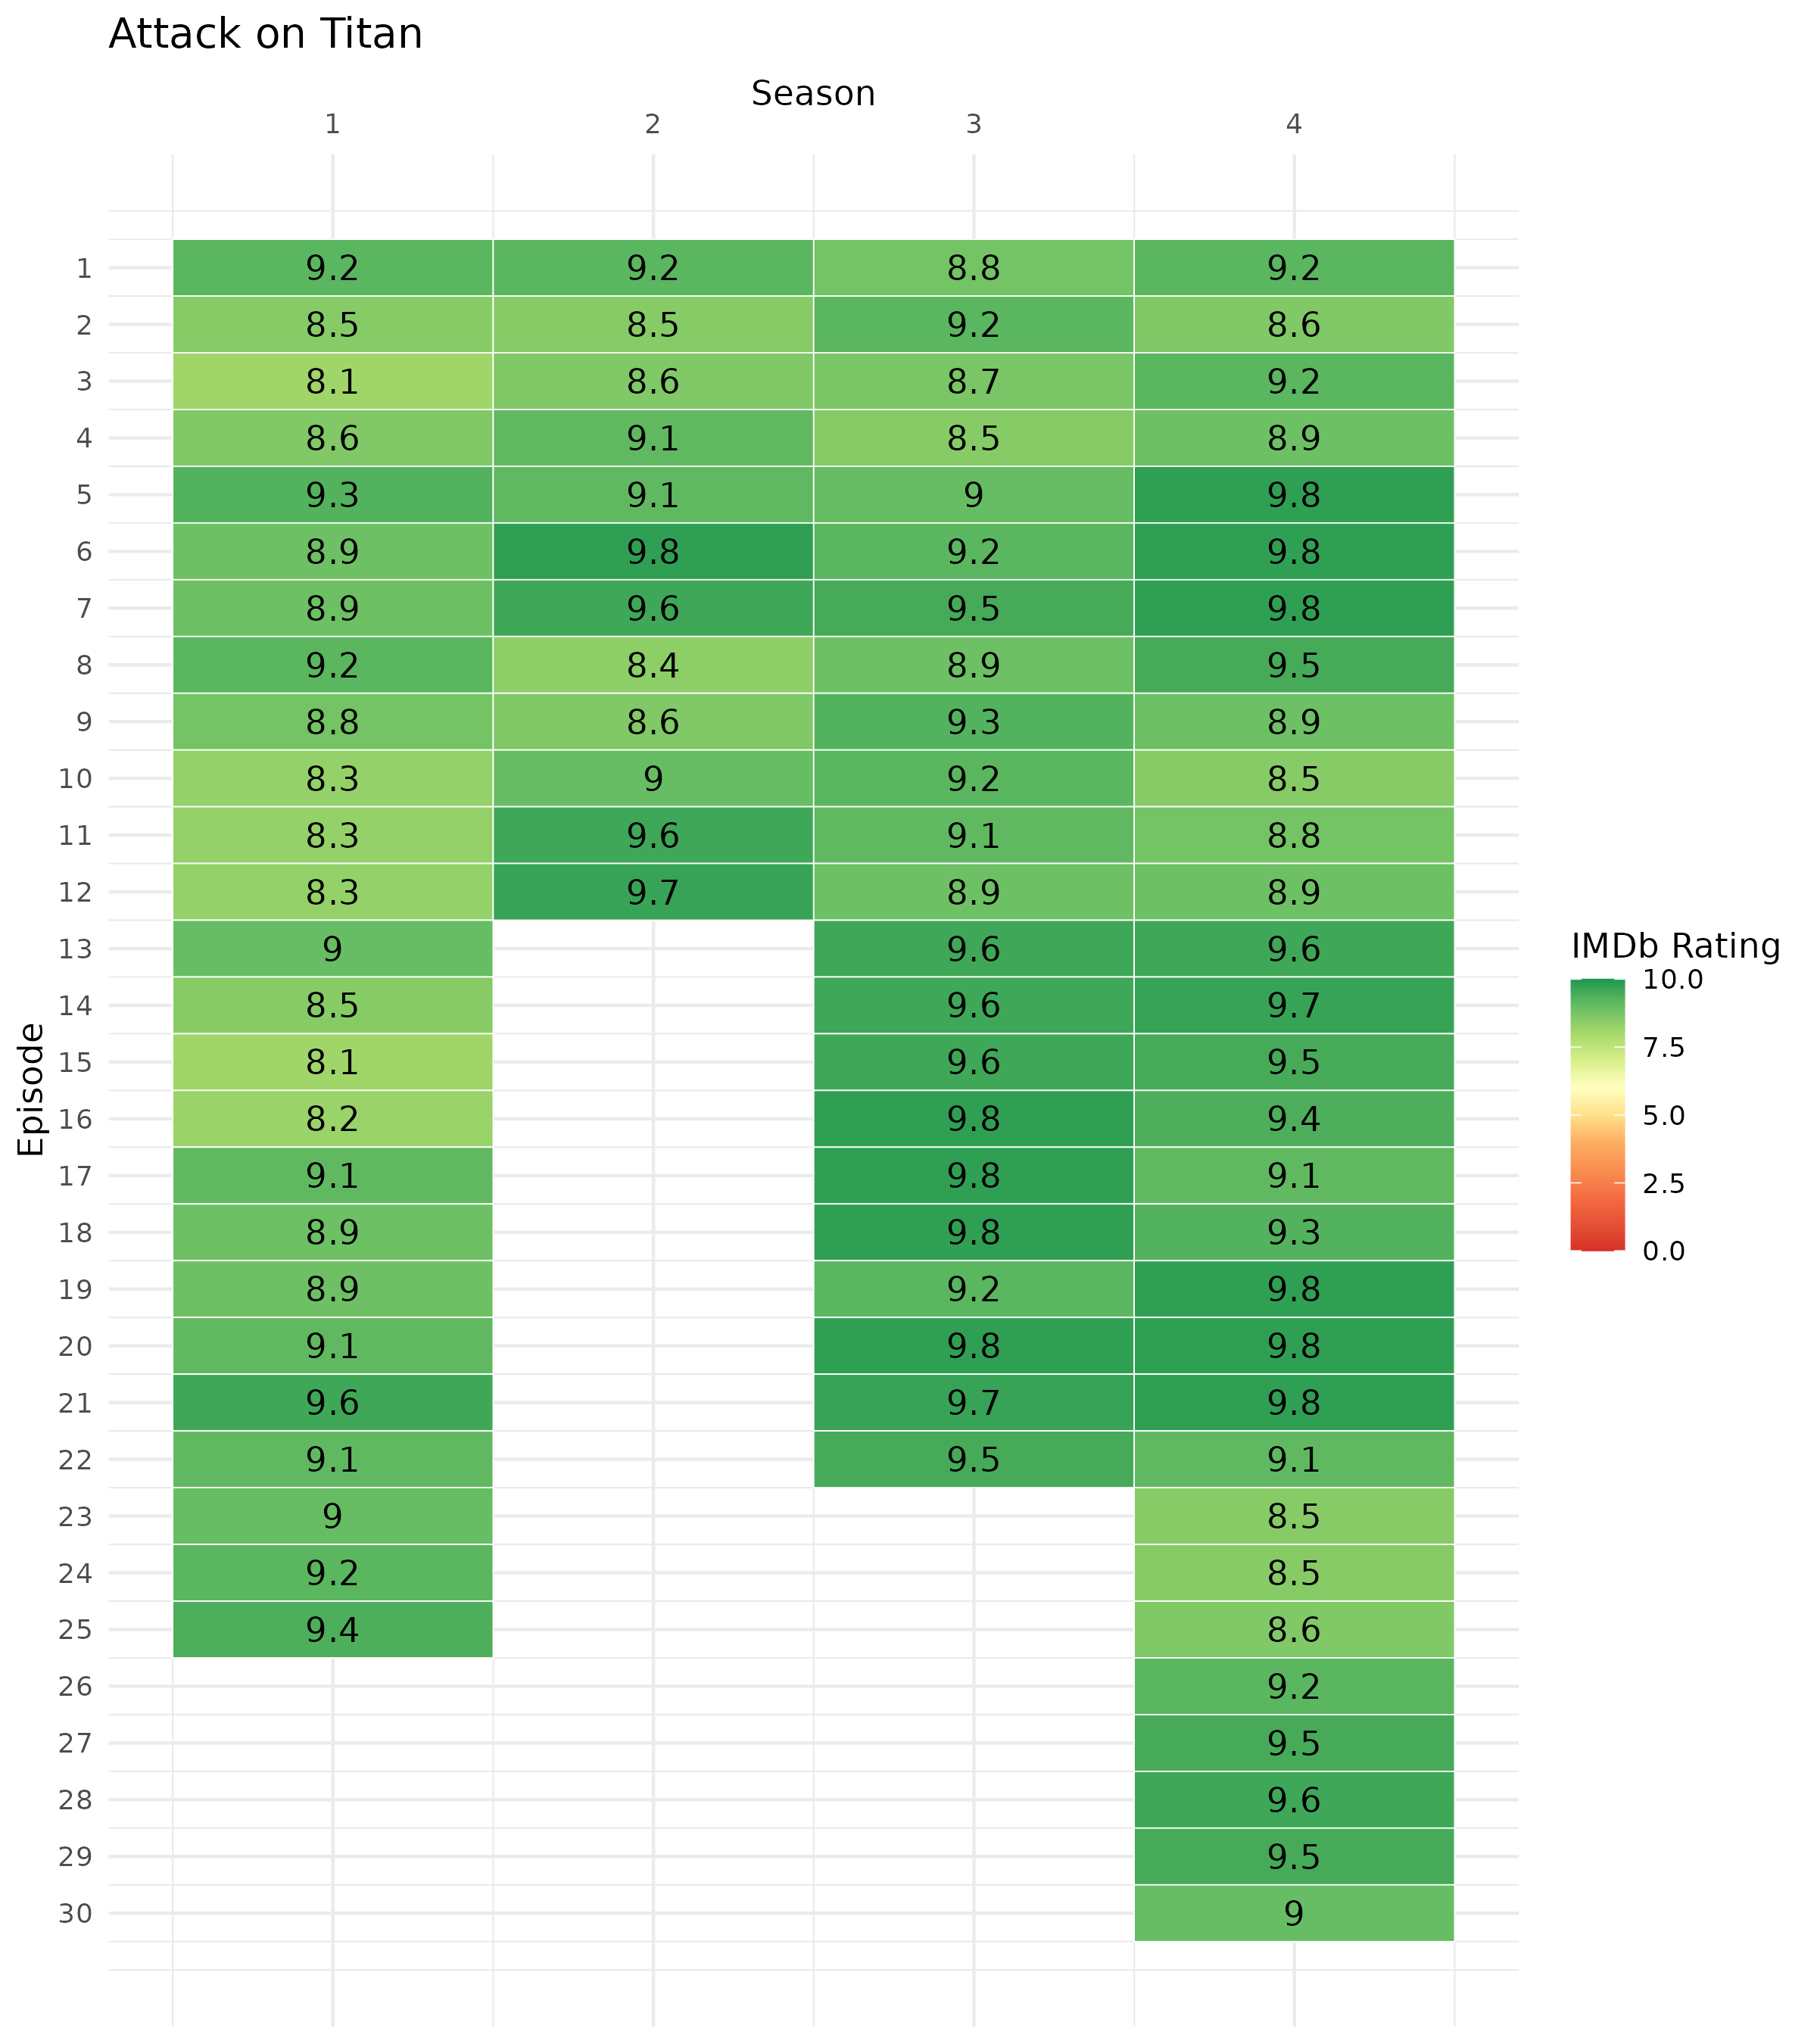 Attack on Titan
Season
1 2 3 4
1 9.2 9.2 8.8 9.2
2 8.5 8.5 9.2 8.6
3 8.1 8.6 8.7 9.2
4 8.6 9.1 8.5 8.9
5 9.3 9.1 9 9.8
6 8.9 9.8 9.2 9.8
7 8.9 9.6 9.5 9.8
8 9.2 8.4 8.9 9.5
9 8.8 8.6 9.3 8.9
10 8.3 9 9.2 8.5
11 8.3 9.6 9.1 8.8
12 8.3 9.7 8.9 8.9
13 9 9.6 9.6
14 8.5 9.6 9.7
15 8.1 9.6 9.5
16 8.2 9.8 9.4
17 9.1 9.8 9.1
18 8.9 9.8 9.3
19 8.9 9.2 9.8
20 9.1 9.8 9.8
21 9.6 9.7 9.8
22 9.1 9.5 9.1
23 9 8.5
24 9.2 8.5
25 9.4 8.6
26 9.2
27 9.5
28 9.6
29 9.5
30 9
Episode
IMDb Rating
10.0
7.5
5.0
2.5
0.0